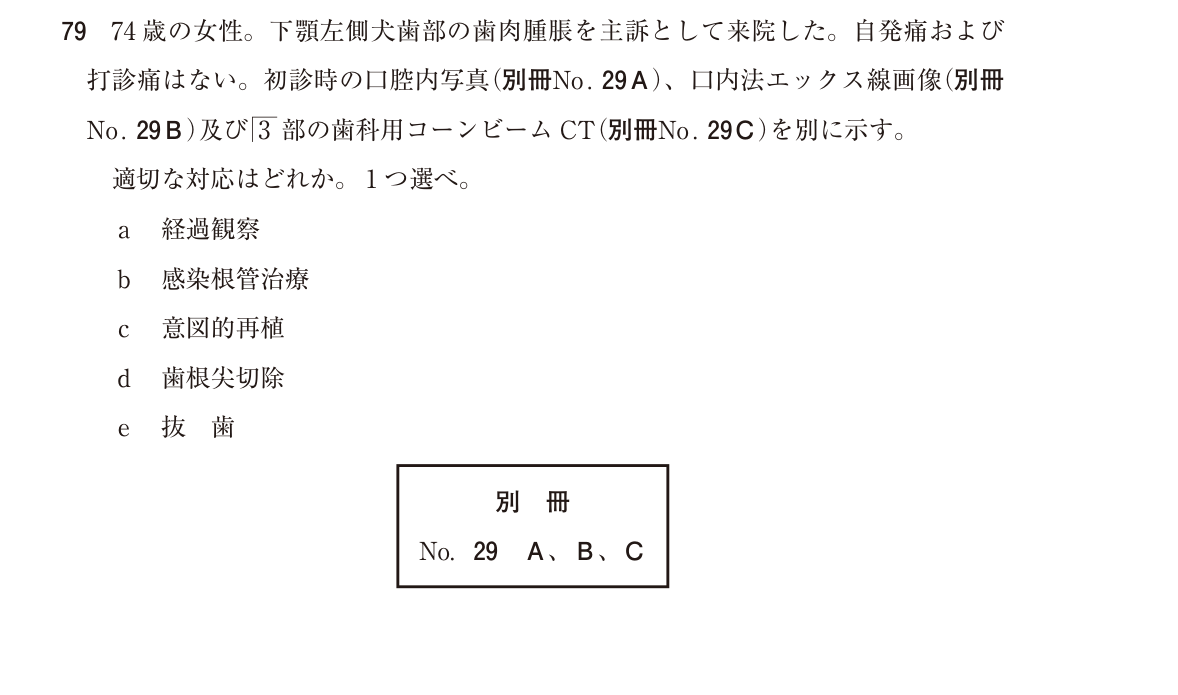 79 74歳の女性。下顎左側犬歯部の歯肉腫脹を主訴として来院した。自発痛および
打診痛はない。初診時の口腔内写真(別冊No. 29A)、口内法エックス線画像(別冊
No. 29B)及び3部の歯科用コーンビームCT(別冊No. 29C)を別に示す。
適切な対応はどれか。1つ選べ。
a 経過観察
b 感染根管治療
c 意図的再植
d 歯根尖切除
e 抜 歯
別 冊
No. 29 A、B、C